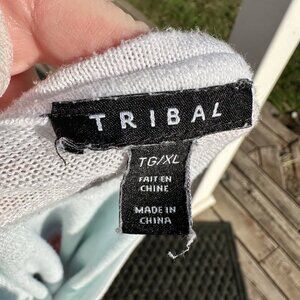 TRIBAL
TG/XL
FAIT EN
CHINE
MADE IN
CHINA